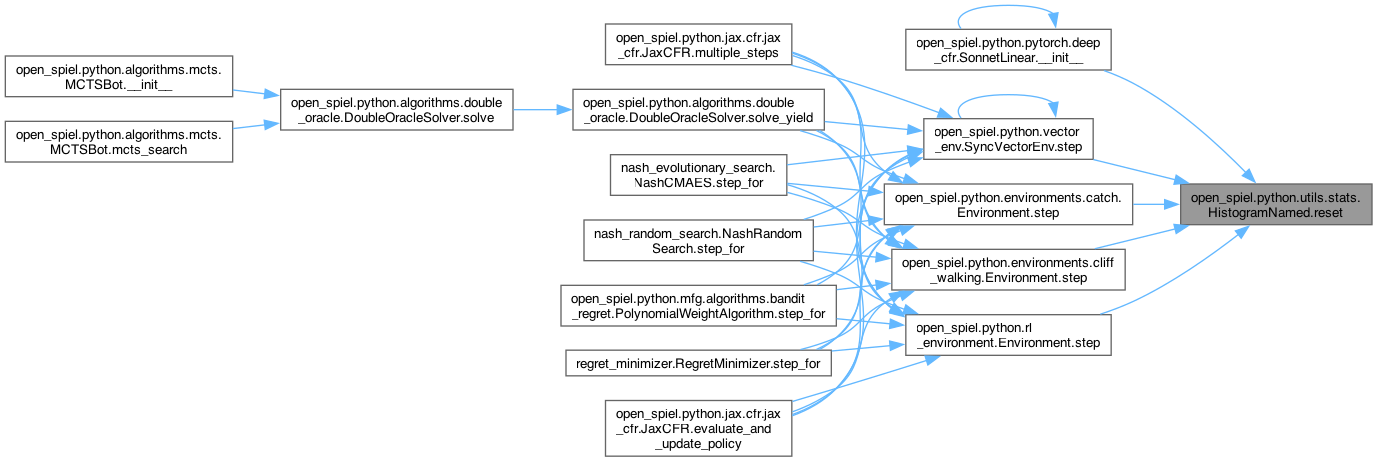 open_spiel.python.algorithms.mcts.
MCTSBot.__init__
open_spiel.python.algorithms.mcts.
MCTSBot.mcts_search
open_spiel.python.algorithms.double
_oracle.DoubleOracleSolver.solve
open_spiel.python.jax.cfr.jax
_cfr.JaxCFR.multiple_steps
open_spiel.python.algorithms.double
_oracle.DoubleOracleSolver.solve_yield
nash_evolutionary_search.
NashCMAES.step_for
nash_random_search.NashRandom
Search.step_for
open_spiel.python.mfg.algorithms.bandit
_regret.PolynomialWeightAlgorithm.step_for
regret_minimizer.RegretMinimizer.step_for
open_spiel.python.jax.cfr.jax
_cfr.JaxCFR.evaluate_and
_update_policy
open_spiel.python.pytorch.deep
_cfr.SonnetLinear.__init__
open_spiel.python.vector
_env.SyncVectorEnv.step
open_spiel.python.environments.catch.
Environment.step
open_spiel.python.environments.cliff
_walking.Environment.step
open_spiel.python.rl
_environment.Environment.step
open_spiel.python.utils.stats.
HistogramNamed.reset